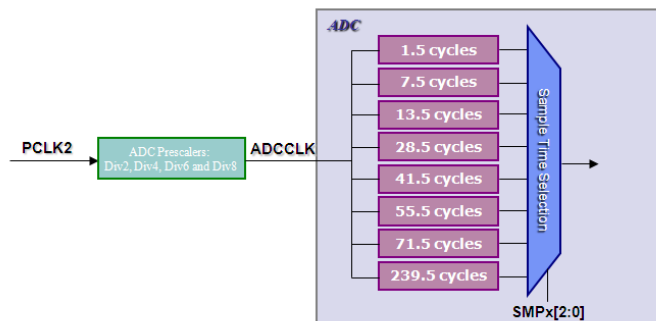 ADC
1.5 cycles
7.5 cycles
13.5 cycles
28.5 cycles
41.5 cycles
55.5 cycles
71.5 cycles
239.5 cycles
PCLK2
ADC Prescalers:
Div2, Div4, Div6 and Div8
ADCCLK
Sample Time Selection
SMPx[2:0]